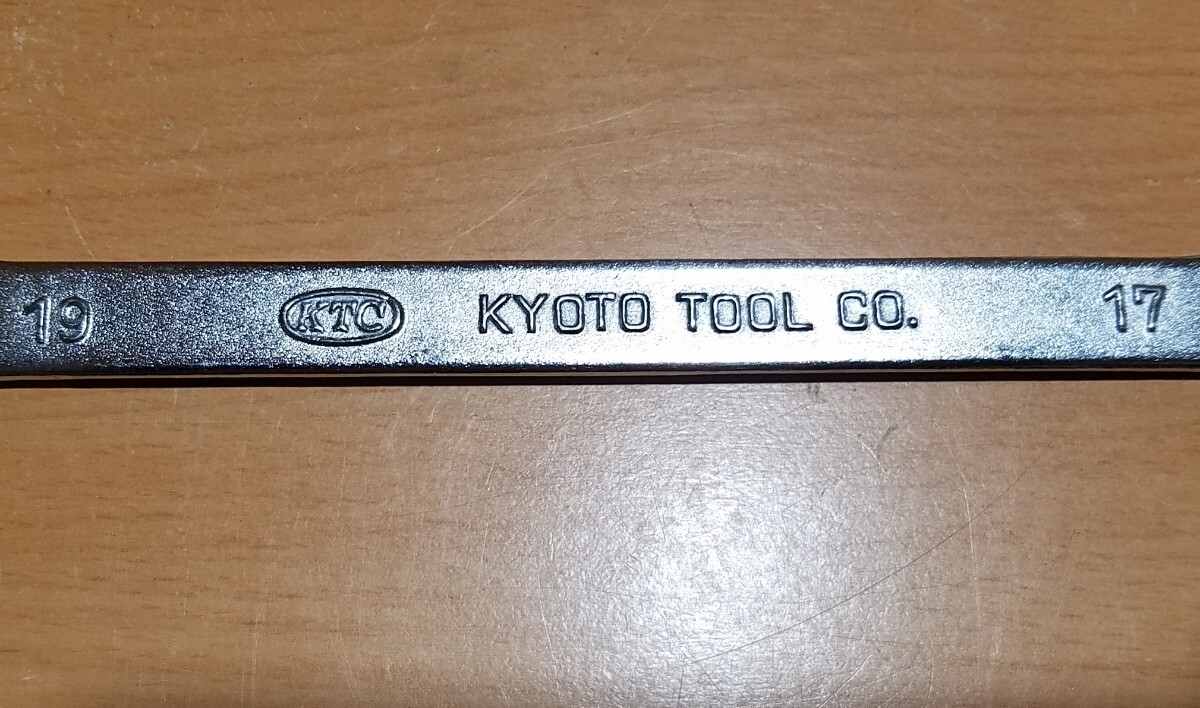 19 KTC KYOTO TOOL CO. 17